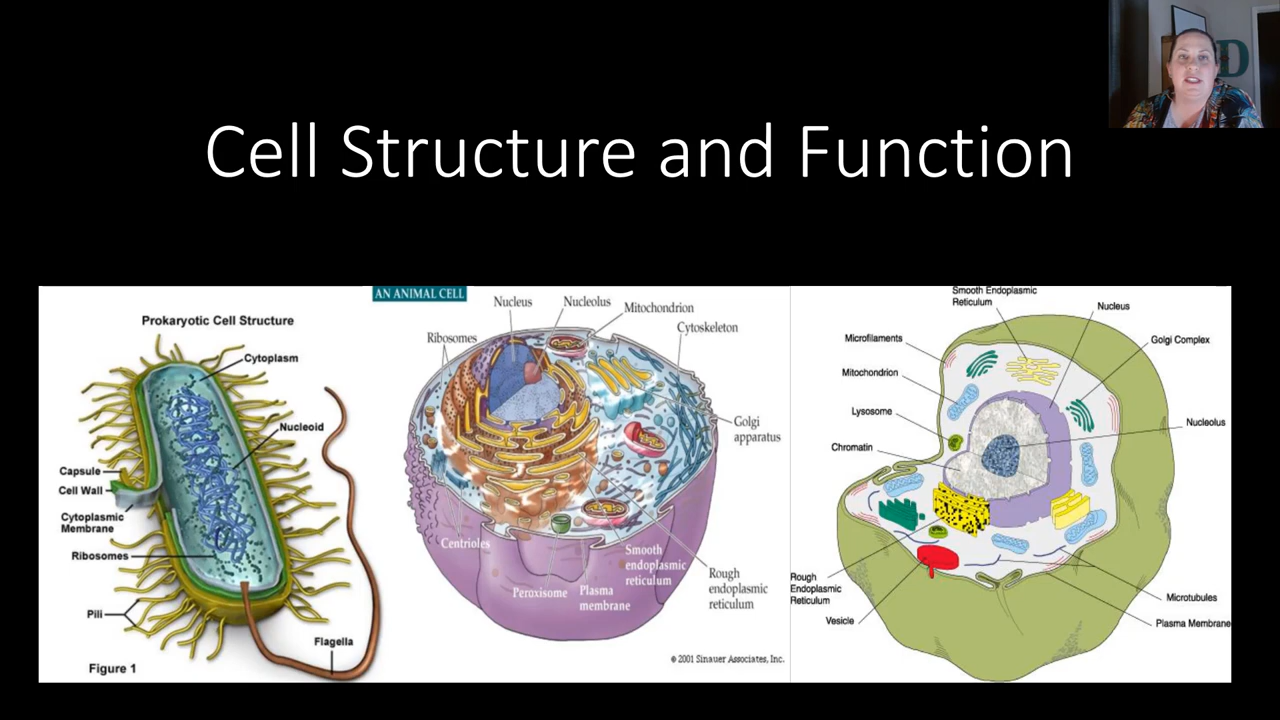 D
Cell Structure and Function
Prokaryotic Cell Structure
Cytoplasm
Nucleoid
Capsule
Cell Wall
Cytoplasmic
Membrane
Ribosomes
Pili
Flagella
Figure 1
AN ANIMAL CELL
Nucleus
Nucleolus
Mitochondrion
Cytoskeleton
Ribosomes
Golgi
apparatus
Centrioles
Peroxisome
Plasma
membrane
Smooth
endoplasmic
reticulum
Rough
endoplasmic
reticulum
© 2001 Sinauer Associates, Inc.
Smooth Endoplasmic
Reticulum
Nucleus
Microfilaments
Golgi Complex
Mitochondrion
Lysosome
Nucleolus
Chromatin
Rough
Endoplasmic
Reticulum
Vesicle
Microtubules
Plasma Membrane